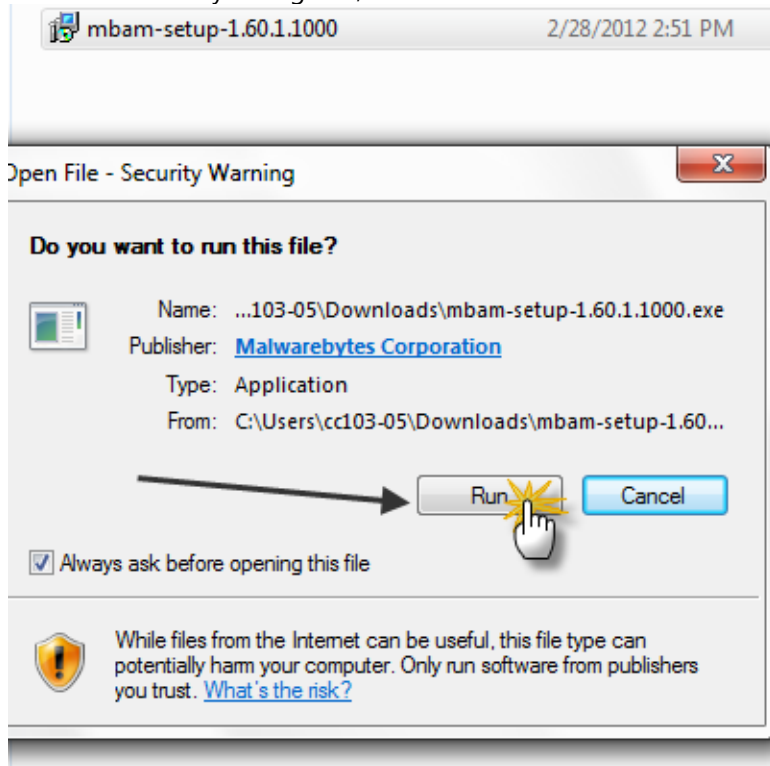 mbam-setup-1.60.1.1000 2/28/2012 2:51 PM
Open File - Security Warning
Do you want to run this file?
Name: ...103-05\Downloads\mbam-setup-1.60.1.1000.exe
Publisher: Malwarebytes Corporation
Type: Application
From: C:\Users\cc103-05\Downloads\mbam-setup-1.60...
Run Cancel
Always ask before opening this file
While files from the Internet can be useful, this file type can
potentially harm your computer. Only run software from publishers
you trust. What's the risk?